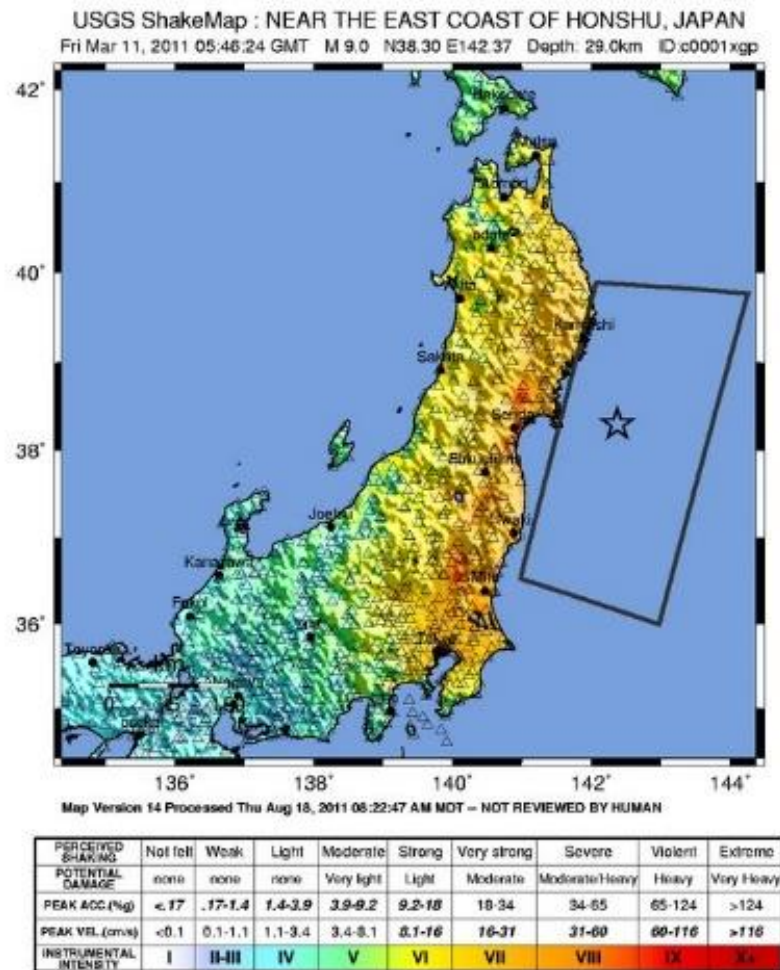 USGS ShakeMap : NEAR THE EAST COAST OF HONSHU, JAPAN
Fri Mar 11, 2011 05:46:24 GMT M 9.0 N38.30 E142.37 Depth: 29.0km ID:c0001xgp
42°
40°
Sakata
38°
Joetsu
36°
136° 138° 140° 142° 144°
Map Version 14 Processed Thu Aug 18, 2011 08:22:47 AM MDT -- NOT REVIEWED BY HUMAN
PERCEIVED SHAKING Not felt Weak Light Moderate Strong Very strong Severe Violent Extreme
POTENTIAL DAMAGE none none none Very light Light Moderate Moderate/Heavy Heavy Very Heavy
PEAK ACC.(%g) <.17 .17-1.4 1.4-3.9 3.9-9.2 9.2-18 18-34 34-65 65-124 >124
PEAK VEL.(cm/s) <0.1 0.1-1.1 1.1-3.4 3.4-8.1 8.1-16 16-31 31-60 60-116 >116
INSTRUMENTAL INTENSITY I II-III IV V VI VII VIII IX X+